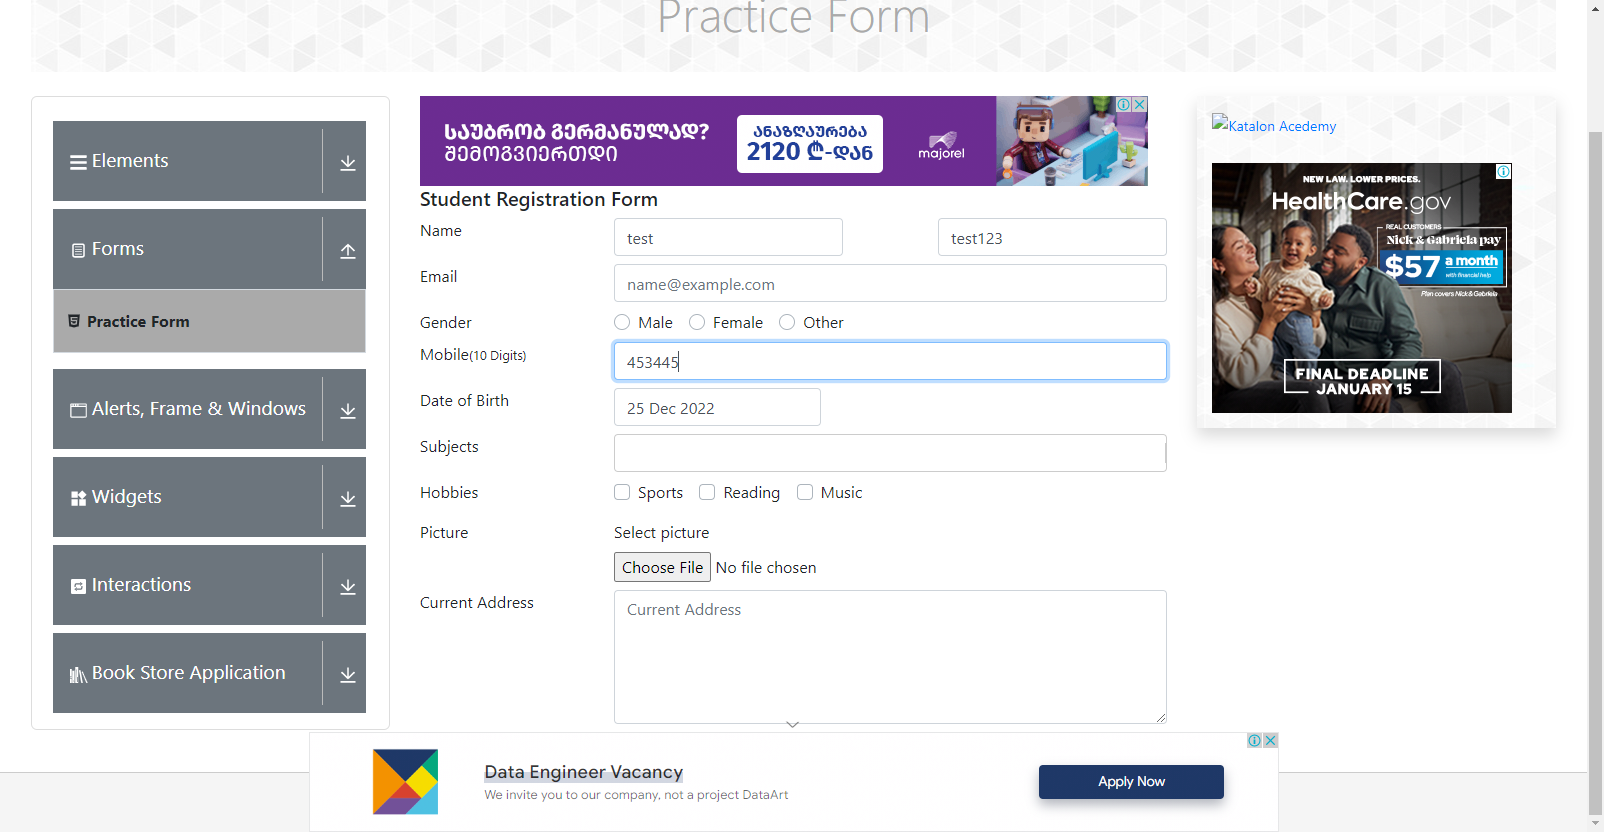 Practice Form
Elements
Forms
Practice Form
Alerts, Frame & Windows
Widgets
Interactions
Book Store Application
ᲡᲐᲣᲑᲠᲝᲑ ᲒᲔᲠᲛᲐᲜᲣᲚᲐᲓ?
ᲨᲔᲛᲝᲒᲕᲘᲔᲠᲗᲓᲘ
ᲐᲜᲐᲖᲦᲐᲣᲠᲔᲑᲐ
2120 ₾-ᲓᲐᲜ
majorel
Student Registration Form
Name
test
test123
Email
name@example.com
Gender
Male
Female
Other
Mobile(10 Digits)
453445
Date of Birth
25 Dec 2022
Subjects
Hobbies
Sports
Reading
Music
Picture
Select picture
Choose File
No file chosen
Current Address
Current Address
Katalon Acedemy
NEW LAW. LOWER PRICES.
HealthCare.gov
REAL CUSTOMERS
Nick & Gabriela pay
$57 a month
with financial help
Plan covers Nick & Gabriela
FINAL DEADLINE
JANUARY 15
Data Engineer Vacancy
We invite you to our company, not a project DataArt
Apply Now